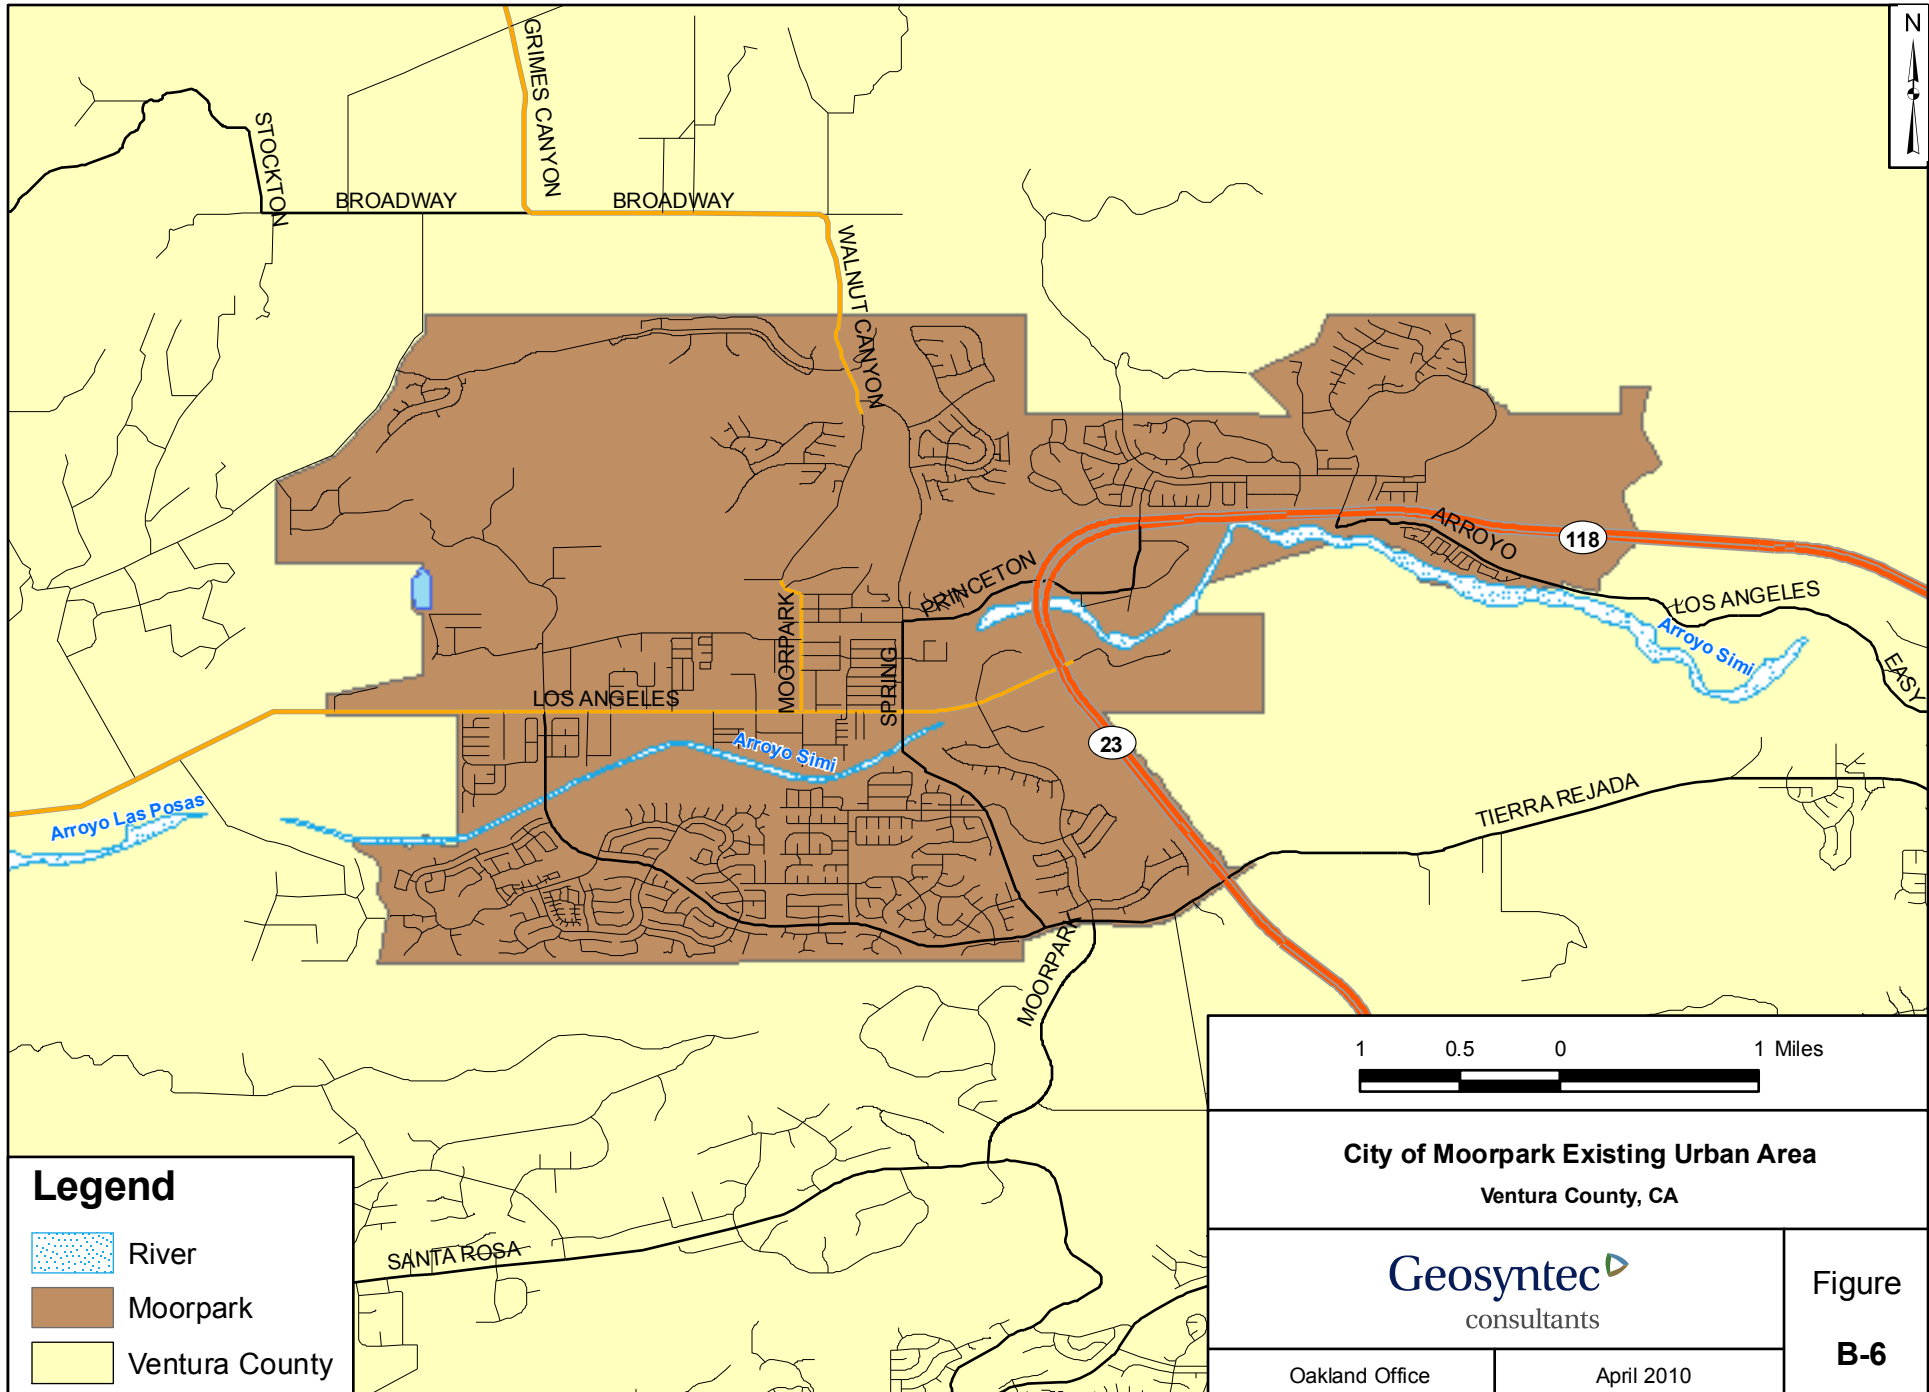 N
GRIMES CANYON
STOCKTON
BROADWAY
BROADWAY
WALNUT CANYON
ARROYO
118
PRINCETON
LOS ANGELES
MOORPARK
Arroyo Simi
SPRING
EASY
LOS ANGELES
23
Arroyo Simi
TIERRA REJADA
Arroyo Las Posas
MOORPARK
1 0.5 0 1 Miles
City of Moorpark Existing Urban Area
Ventura County, CA
Legend
River
Moorpark
Ventura County
SANTA ROSA
Geosyntec
consultants
Figure
B-6
Oakland Office
April 2010